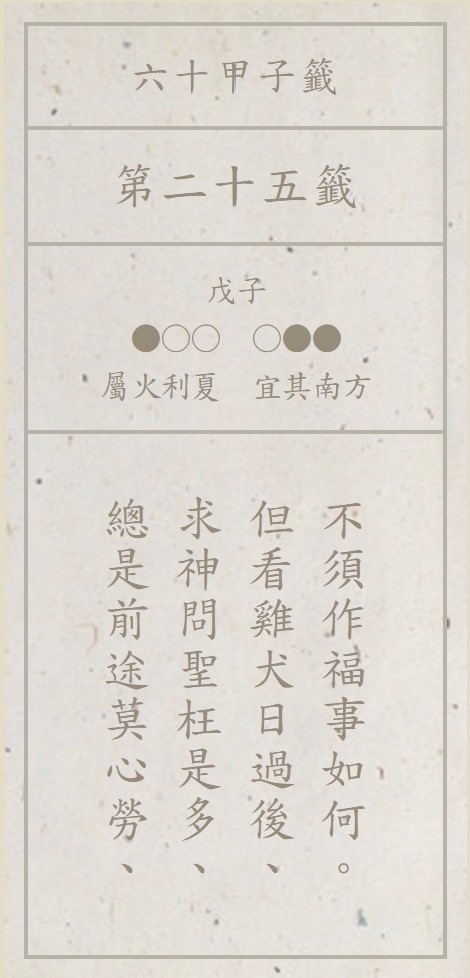 六十甲子籤
第二十五籤
戊子
●○○ ○●●
屬火利夏 宜其南方
總是前途莫心勞、
求神問聖枉是多、
但看雞犬日過後、
不須作福事如何。